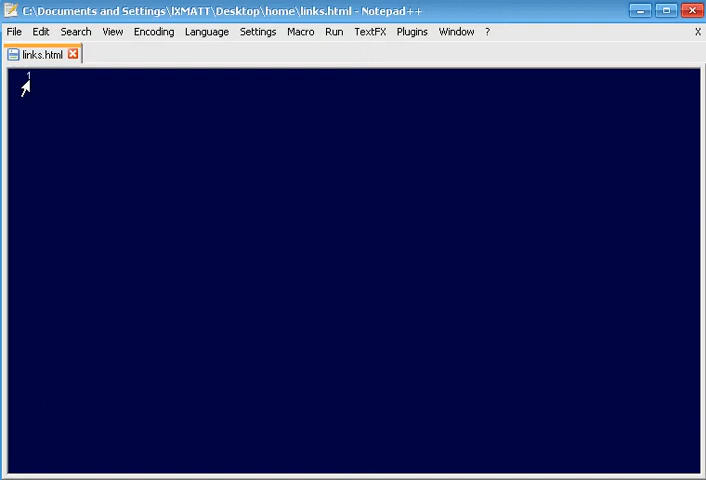 C:\Documents and Settings\lXMATT\Desktop\home\links.html - Notepad++
File Edit Search View Encoding Language Settings Macro Run TextFX Plugins Window ? X
links.html
1